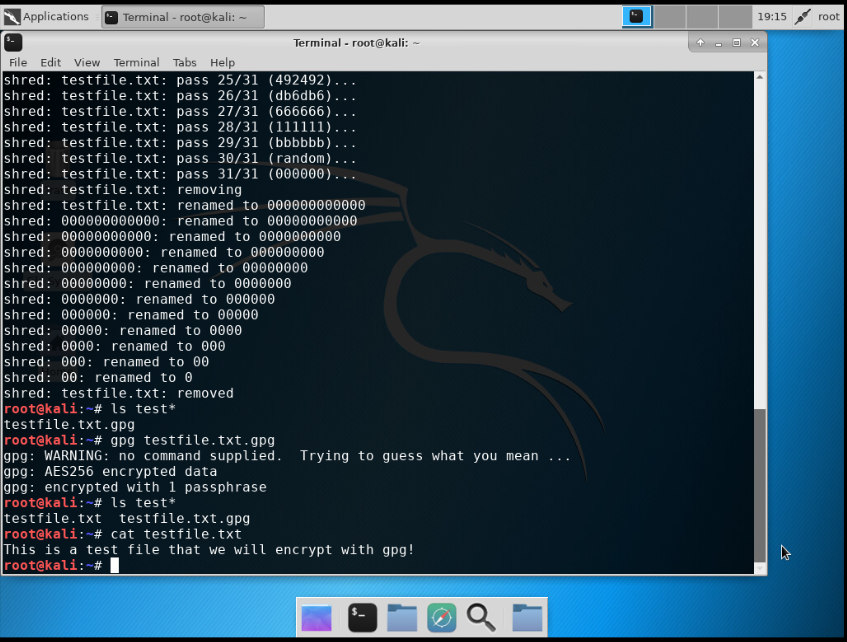 Applications
Terminal - root@kali: ~
19:15
root
Terminal - root@kali: ~
File Edit View Terminal Tabs Help
shred: testfile.txt: pass 25/31 (492492)...
shred: testfile.txt: pass 26/31 (db6db6)...
shred: testfile.txt: pass 27/31 (666666)...
shred: testfile.txt: pass 28/31 (111111)...
shred: testfile.txt: pass 29/31 (bbbbbb)...
shred: testfile.txt: pass 30/31 (random)...
shred: testfile.txt: pass 31/31 (000000)...
shred: testfile.txt: removing
shred: testfile.txt: renamed to 000000000000
shred: 000000000000: renamed to 00000000000
shred: 00000000000: renamed to 0000000000
shred: 0000000000: renamed to 000000000
shred: 000000000: renamed to 00000000
shred: 00000000: renamed to 0000000
shred: 0000000: renamed to 000000
shred: 000000: renamed to 00000
shred: 00000: renamed to 0000
shred: 0000: renamed to 000
shred: 000: renamed to 00
shred: 00: renamed to 0
shred: testfile.txt: removed
root@kali:~# ls test*
testfile.txt.gpg
root@kali:~# gpg testfile.txt.gpg
gpg: WARNING: no command supplied.  Trying to guess what you mean ...
gpg: AES256 encrypted data
gpg: encrypted with 1 passphrase
root@kali:~# ls test*
testfile.txt  testfile.txt.gpg
root@kali:~# cat testfile.txt
This is a test file that we will encrypt with gpg!
root@kali:~#